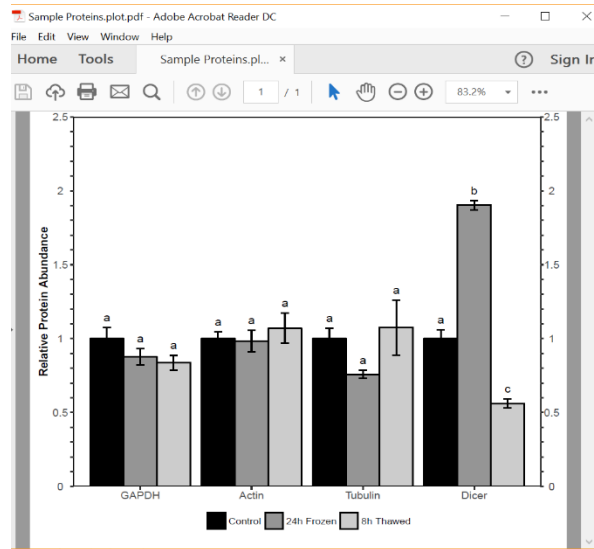 Sample Proteins.plot.pdf - Adobe Acrobat Reader DC
File Edit View Window Help
Home Tools Sample Proteins.pl... × ? Sign In
1 / 1 83.2%
2.5 2.5
b
2 2
Relative Protein Abundance
1.5 1.5
a a a a a a a a a a
1 1
c
0.5 0.5
0 0
GAPDH Actin Tubulin Dicer
Control 24h Frozen 8h Thawed